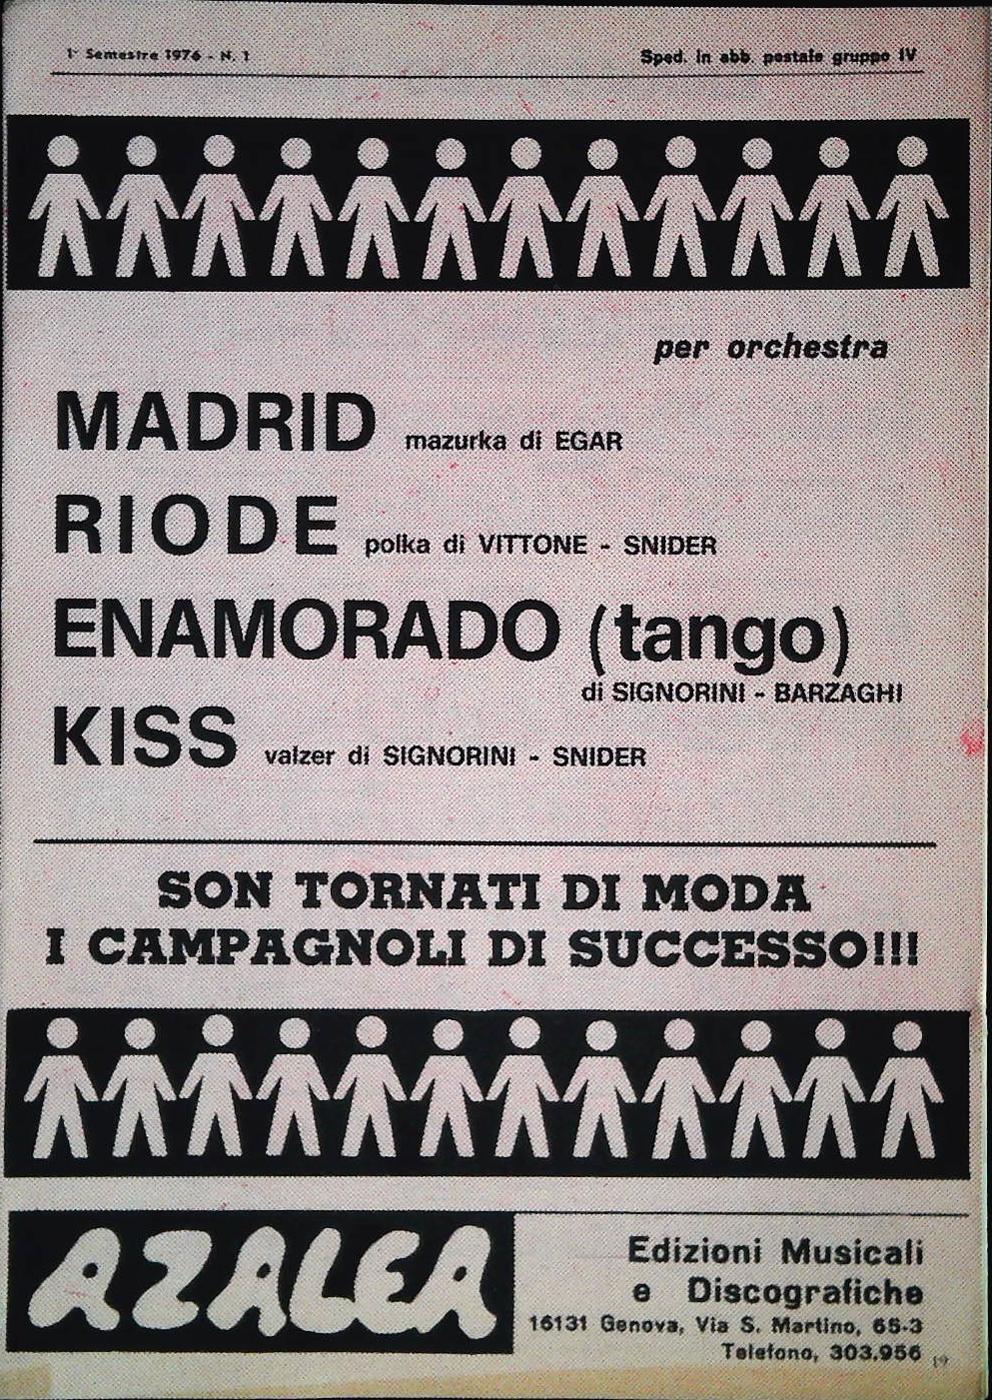 1° Semestre 1976 - N. 1
Sped. in abb. postale gruppo IV
per orchestra
MADRID mazurka di EGAR
RIODE polka di VITTONE - SNIDER
ENAMORADO (tango)
di SIGNORINI - BARZAGHI
KISS valzer di SIGNORINI - SNIDER
SON TORNATI DI MODA
I CAMPAGNOLI DI SUCCESSO!!!
AZALEA
Edizioni Musicali
e Discografiche
16131 Genova, Via S. Martino, 65-3
Telefono, 303.956
19